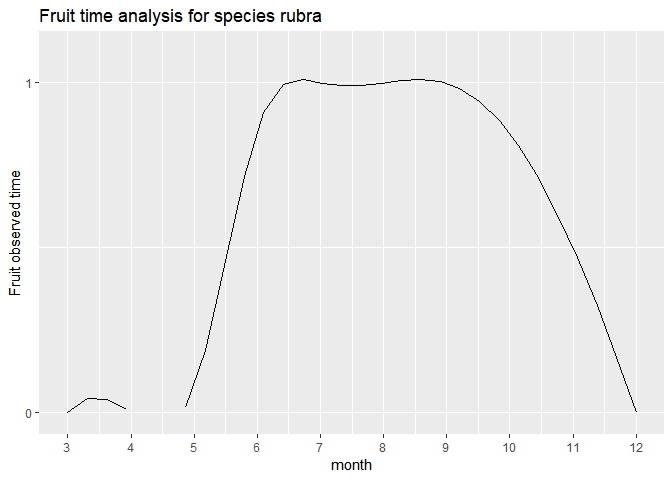 Fruit time analysis for species rubra
1
Fruit observed time
0
3 4 5 6 7 8 9 10 11 12
month